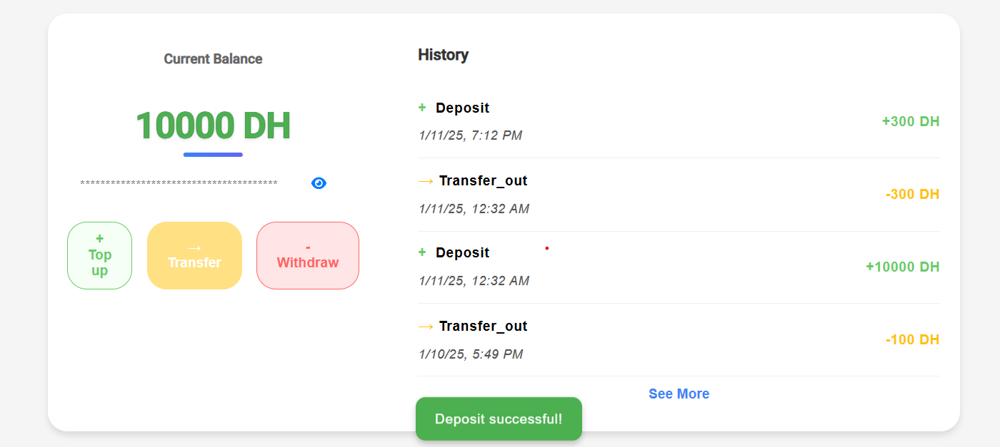 Current Balance
10000 DH
***************************************
+
Top
up
→
Transfer
-
Withdraw
History
+ Deposit
1/11/25, 7:12 PM
+300 DH
→ Transfer_out
1/11/25, 12:32 AM
-300 DH
+ Deposit
1/11/25, 12:32 AM
+10000 DH
→ Transfer_out
1/10/25, 5:49 PM
-100 DH
See More
Deposit successful!